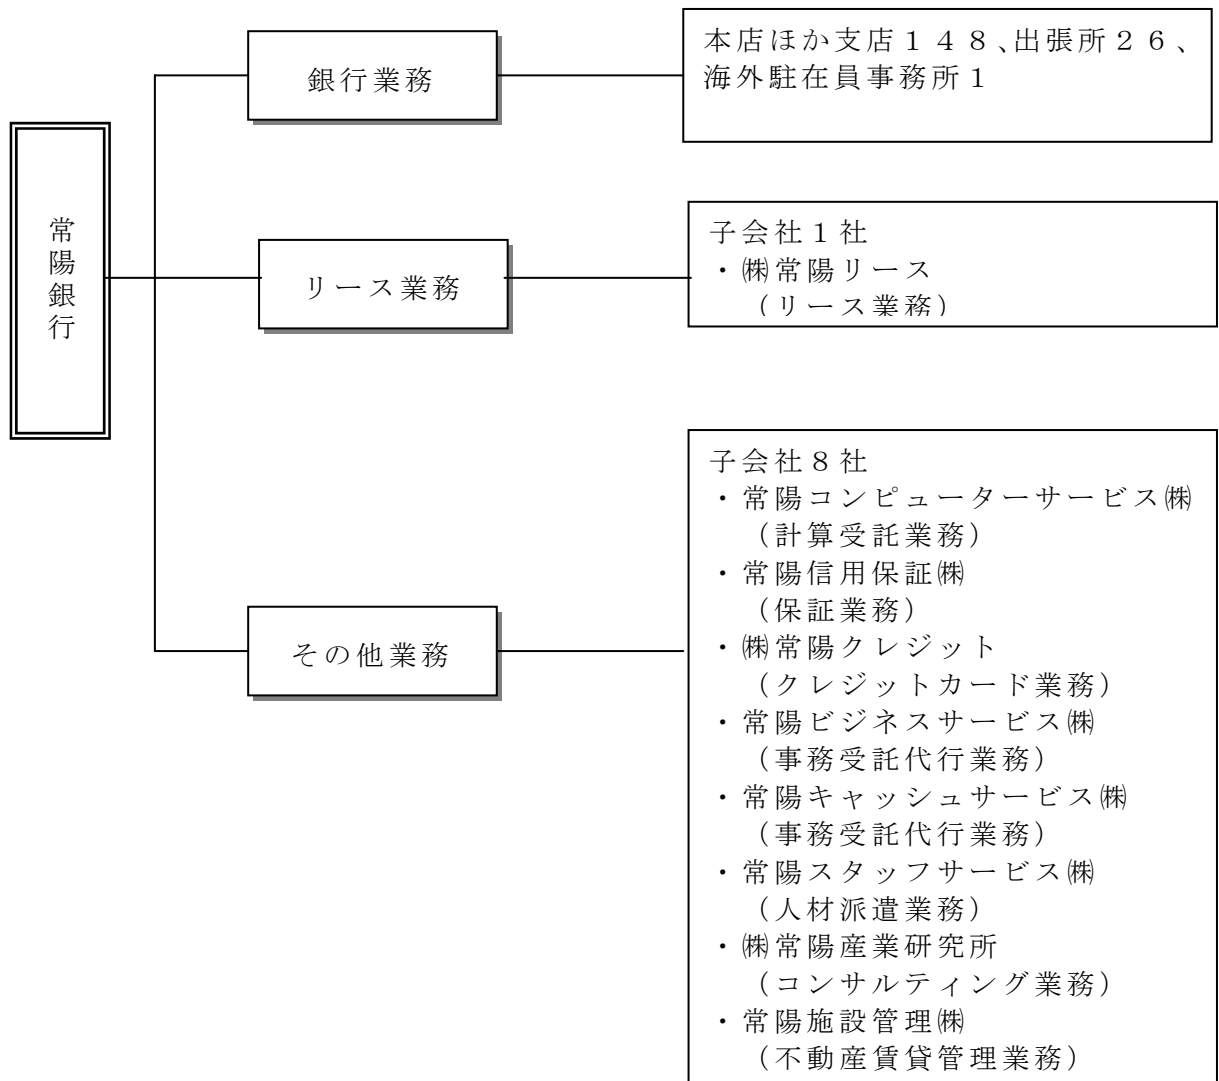 常陽銀行
銀行業務
本店ほか支店１４８、出張所２６、
海外駐在員事務所１
リース業務
子会社１社
・㈱常陽リース
（リース業務）
その他業務
子会社８社
・常陽コンピューターサービス㈱
（計算受託業務）
・常陽信用保証㈱
（保証業務）
・㈱常陽クレジット
（クレジットカード業務）
・常陽ビジネスサービス㈱
（事務受託代行業務）
・常陽キャッシュサービス㈱
（事務受託代行業務）
・常陽スタッフサービス㈱
（人材派遣業務）
・㈱常陽産業研究所
（コンサルティング業務）
・常陽施設管理㈱
（不動産賃貸管理業務）